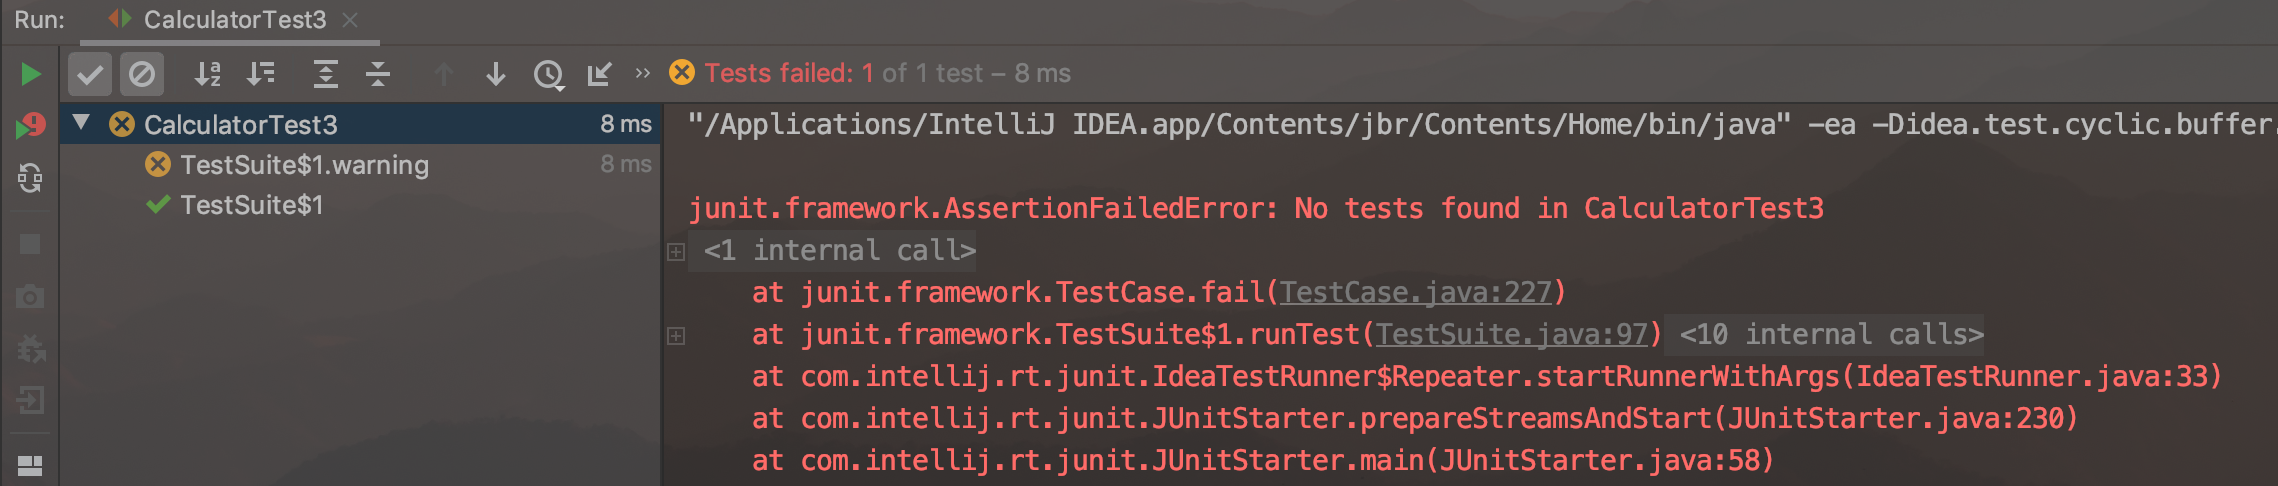 Run: CalculatorTest3
Tests failed: 1 of 1 test – 8 ms
CalculatorTest3 8 ms
TestSuite$1.warning 8 ms
TestSuite$1
"/Applications/IntelliJ IDEA.app/Contents/jbr/Contents/Home/bin/java" -ea -Didea.test.cyclic.buffer.
junit.framework.AssertionFailedError: No tests found in CalculatorTest3
<1 internal call>
at junit.framework.TestCase.fail(TestCase.java:227)
at junit.framework.TestSuite$1.runTest(TestSuite.java:97) <10 internal calls>
at com.intellij.rt.junit.IdeaTestRunner$Repeater.startRunnerWithArgs(IdeaTestRunner.java:33)
at com.intellij.rt.junit.JUnitStarter.prepareStreamsAndStart(JUnitStarter.java:230)
at com.intellij.rt.junit.JUnitStarter.main(JUnitStarter.java:58)